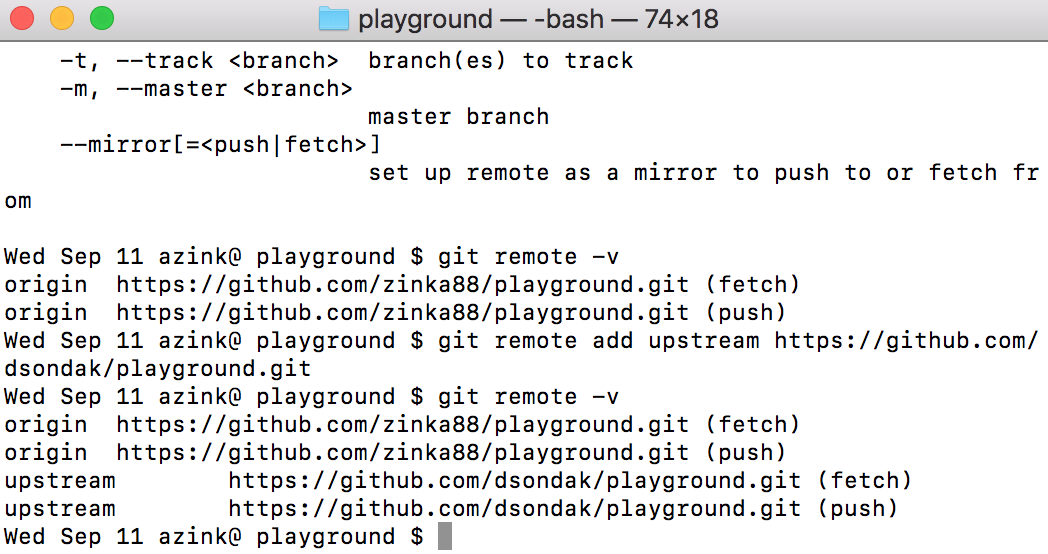 playground — -bash — 74×18
    -t, --track <branch>  branch(es) to track
    -m, --master <branch>
                          master branch
    --mirror[=<push|fetch>]
                          set up remote as a mirror to push to or fetch fr
om

Wed Sep 11 azink@ playground $ git remote -v
origin  https://github.com/zinka88/playground.git (fetch)
origin  https://github.com/zinka88/playground.git (push)
Wed Sep 11 azink@ playground $ git remote add upstream https://github.com/
dsondak/playground.git
Wed Sep 11 azink@ playground $ git remote -v
origin  https://github.com/zinka88/playground.git (fetch)
origin  https://github.com/zinka88/playground.git (push)
upstream        https://github.com/dsondak/playground.git (fetch)
upstream        https://github.com/dsondak/playground.git (push)
Wed Sep 11 azink@ playground $